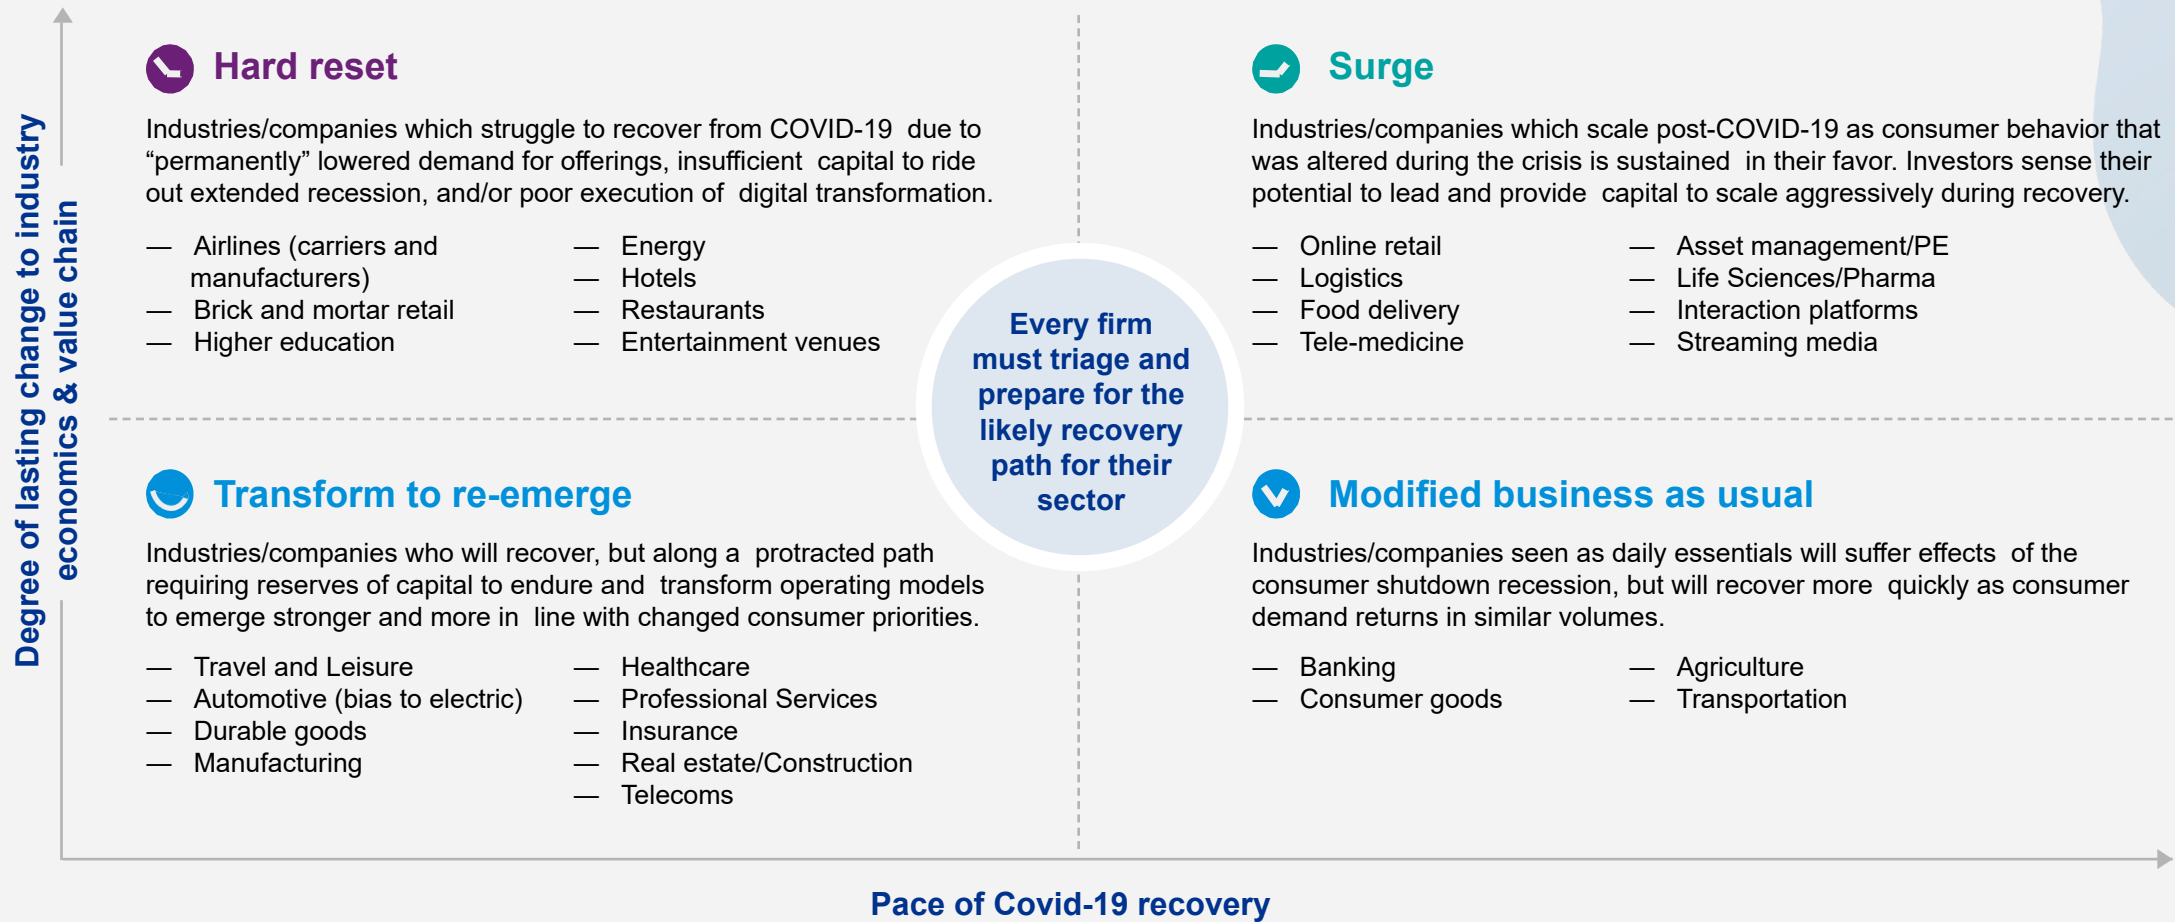 Degree of lasting change to industry
economics & value chain
Hard reset
Industries/companies which struggle to recover from COVID-19 due to
“permanently” lowered demand for offerings, insufficient capital to ride
out extended recession, and/or poor execution of digital transformation.
— Airlines (carriers and
manufacturers)
— Brick and mortar retail
— Higher education
— Energy
— Hotels
— Restaurants
— Entertainment venues
Surge
Industries/companies which scale post-COVID-19 as consumer behavior that
was altered during the crisis is sustained in their favor. Investors sense their
potential to lead and provide capital to scale aggressively during recovery.
— Online retail
— Logistics
— Food delivery
— Tele-medicine
— Asset management/PE
— Life Sciences/Pharma
— Interaction platforms
— Streaming media
Every firm
must triage and
prepare for the
likely recovery
path for their
sector
Transform to re-emerge
Industries/companies who will recover, but along a protracted path
requiring reserves of capital to endure and transform operating models
to emerge stronger and more in line with changed consumer priorities.
— Travel and Leisure
— Automotive (bias to electric)
— Durable goods
— Manufacturing
— Healthcare
— Professional Services
— Insurance
— Real estate/Construction
— Telecoms
Modified business as usual
Industries/companies seen as daily essentials will suffer effects of the
consumer shutdown recession, but will recover more quickly as consumer
demand returns in similar volumes.
— Banking
— Consumer goods
— Agriculture
— Transportation
Pace of Covid-19 recovery